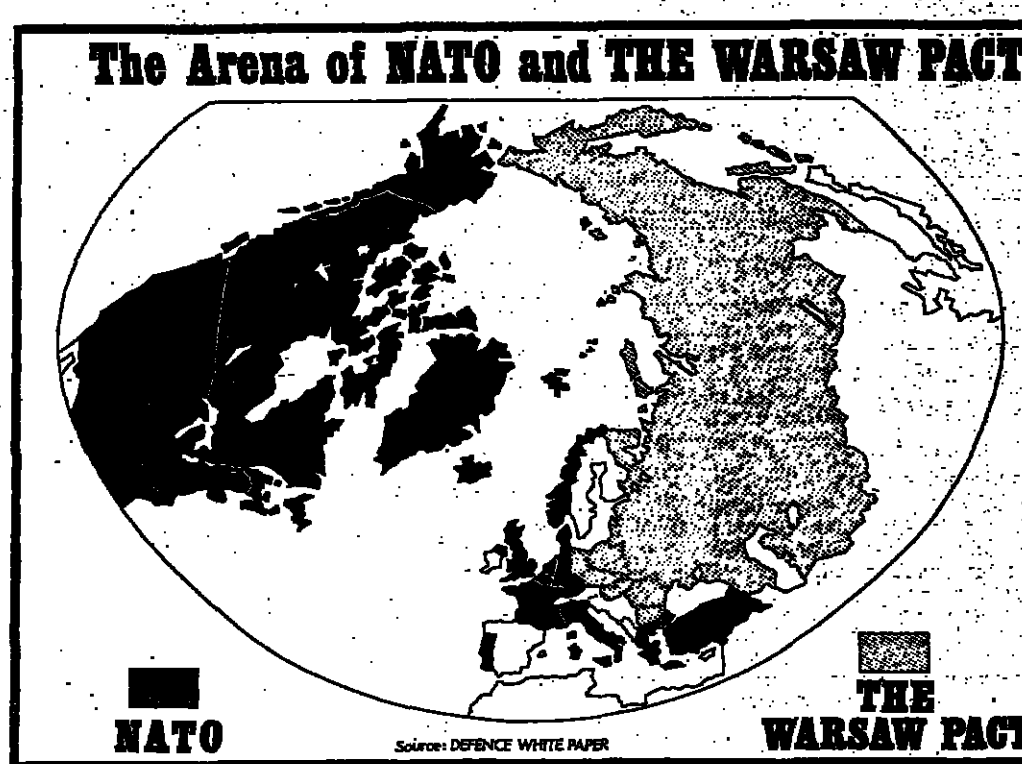 The Arena of NATO and THE WARSAW PACT
NATO
Source: DEFENCE WHITE PAPER
THE
WARSAW PACT